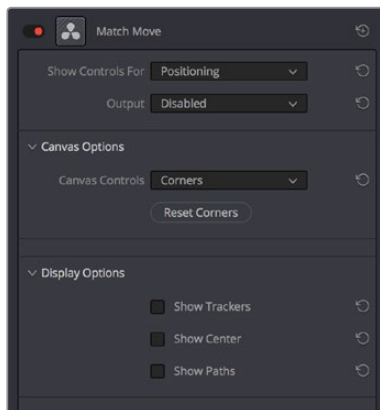 Match Move
Show Controls For Positioning
Output Disabled
Canvas Options
Canvas Controls Corners
Reset Corners
Display Options
Show Trackers
Show Center
Show Paths